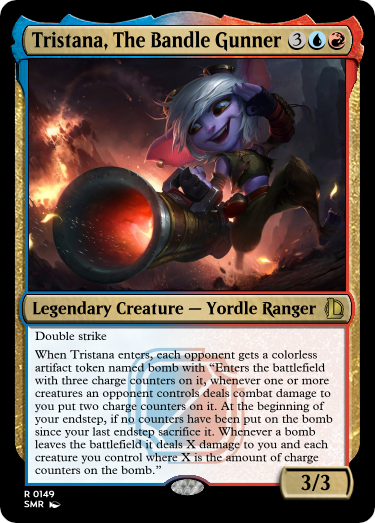 Tristana, The Bandle Gunner 3
Legendary Creature — Yordle Ranger
Double strike
When Tristana enters, each opponent gets a colorless
artifact token named bomb with “Enters the battlefield
with three charge counters on it, whenever one or more
creatures an opponent controls deals combat damage to
you put two charge counters on it. At the beginning of
your endstep, if no counters have been put on the bomb
since your last endstep sacrifice it. Whenever a bomb
leaves the battlefield it deals X damage to you and each
creature you control where X is the amount of charge
counters on the bomb.”
3/3
R 0149
SMR